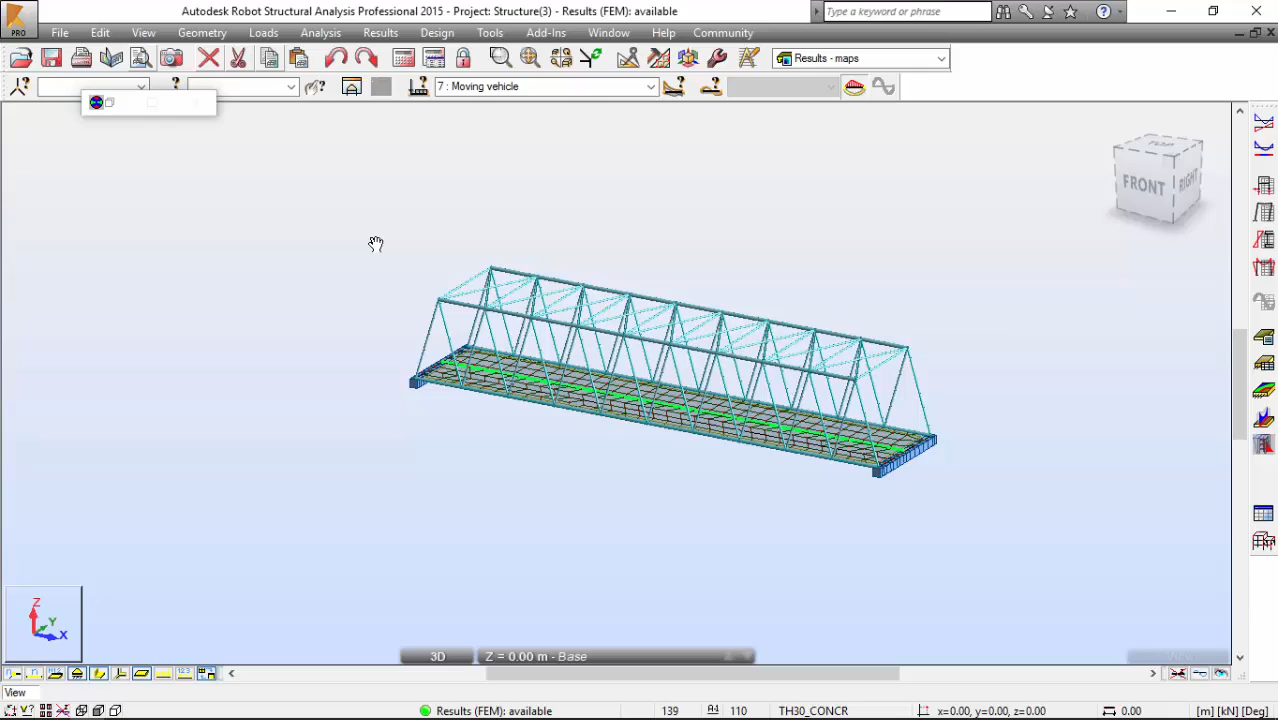 Autodesk Robot Structural Analysis Professional 2015 - Project: Structure(3) - Results (FEM): available
Type a keyword or phrase
PRO
File Edit View Geometry Loads Analysis Results Design Tools Add-Ins Window Help Community
Results - maps
7 : Moving vehicle
TOP
FRONT
RIGHT
Z
Y
X
3D
Z = 0.00 m - Base
View
Results (FEM): available
139
110
TH30_CONCR
x=0.00, y=0.00, z=0.00
0.00
[m] [kN] [Deg]